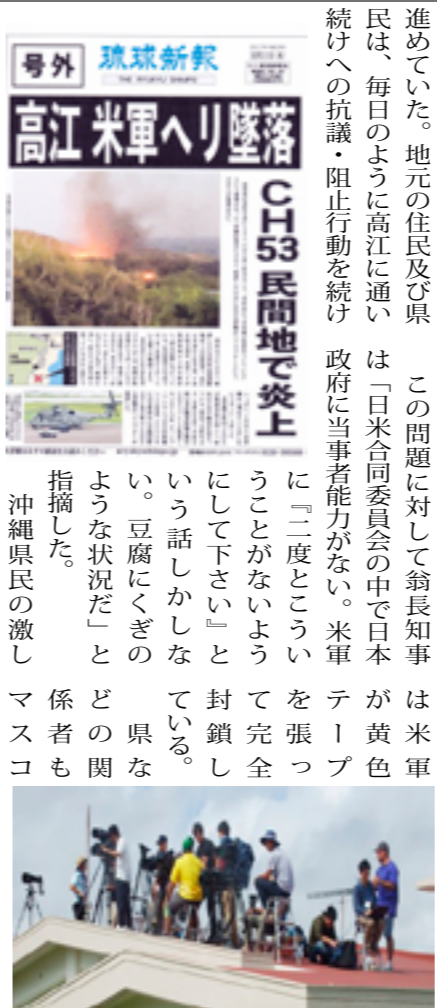 進めていた。地元の住民及び県
民は、毎日のように高江に通い
続けへの抗議・阻止行動を続け
号外
琉球新報
THE RYUKYU SHIMPO
高江 米軍ヘリ墜落
CH53 民間地で炎上
この問題に対して翁長知事
は「日米合同委員会の中で日本
政府に当事者能力がない。米軍
に『二度とこうい
うことがないよう
にして下さい』と
いう話しかしな
い。豆腐にくぎの
ような状況だ」と
指摘した。
沖縄県民の激し
は米軍
が黄色
テープ
を張っ
て完全
封鎖し
ている。
県な
どの関
係者も
マスコ